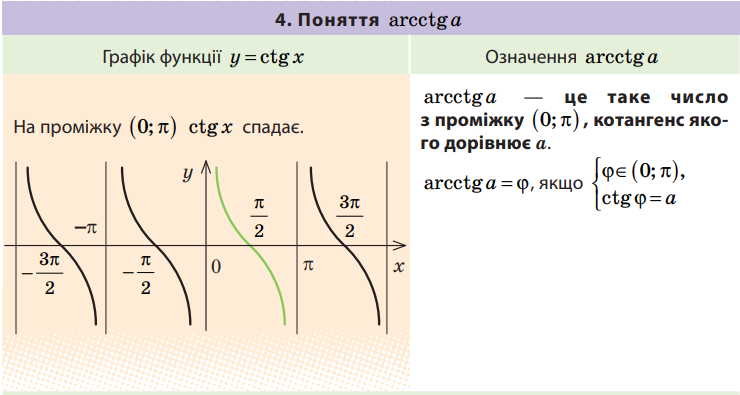 4. Поняття arcctg a
Графік функції y = ctg x
Означення arcctg a
На проміжку (0; π) ctg x спадає.
y
π/2
3π/2
−π
−3π/2
−π/2
0
π
x
arcctg a — це таке число
з проміжку (0; π), котангенс яко-
го дорівнює a.
arcctg a = φ, якщо { φ ∈ (0; π),
ctg φ = a